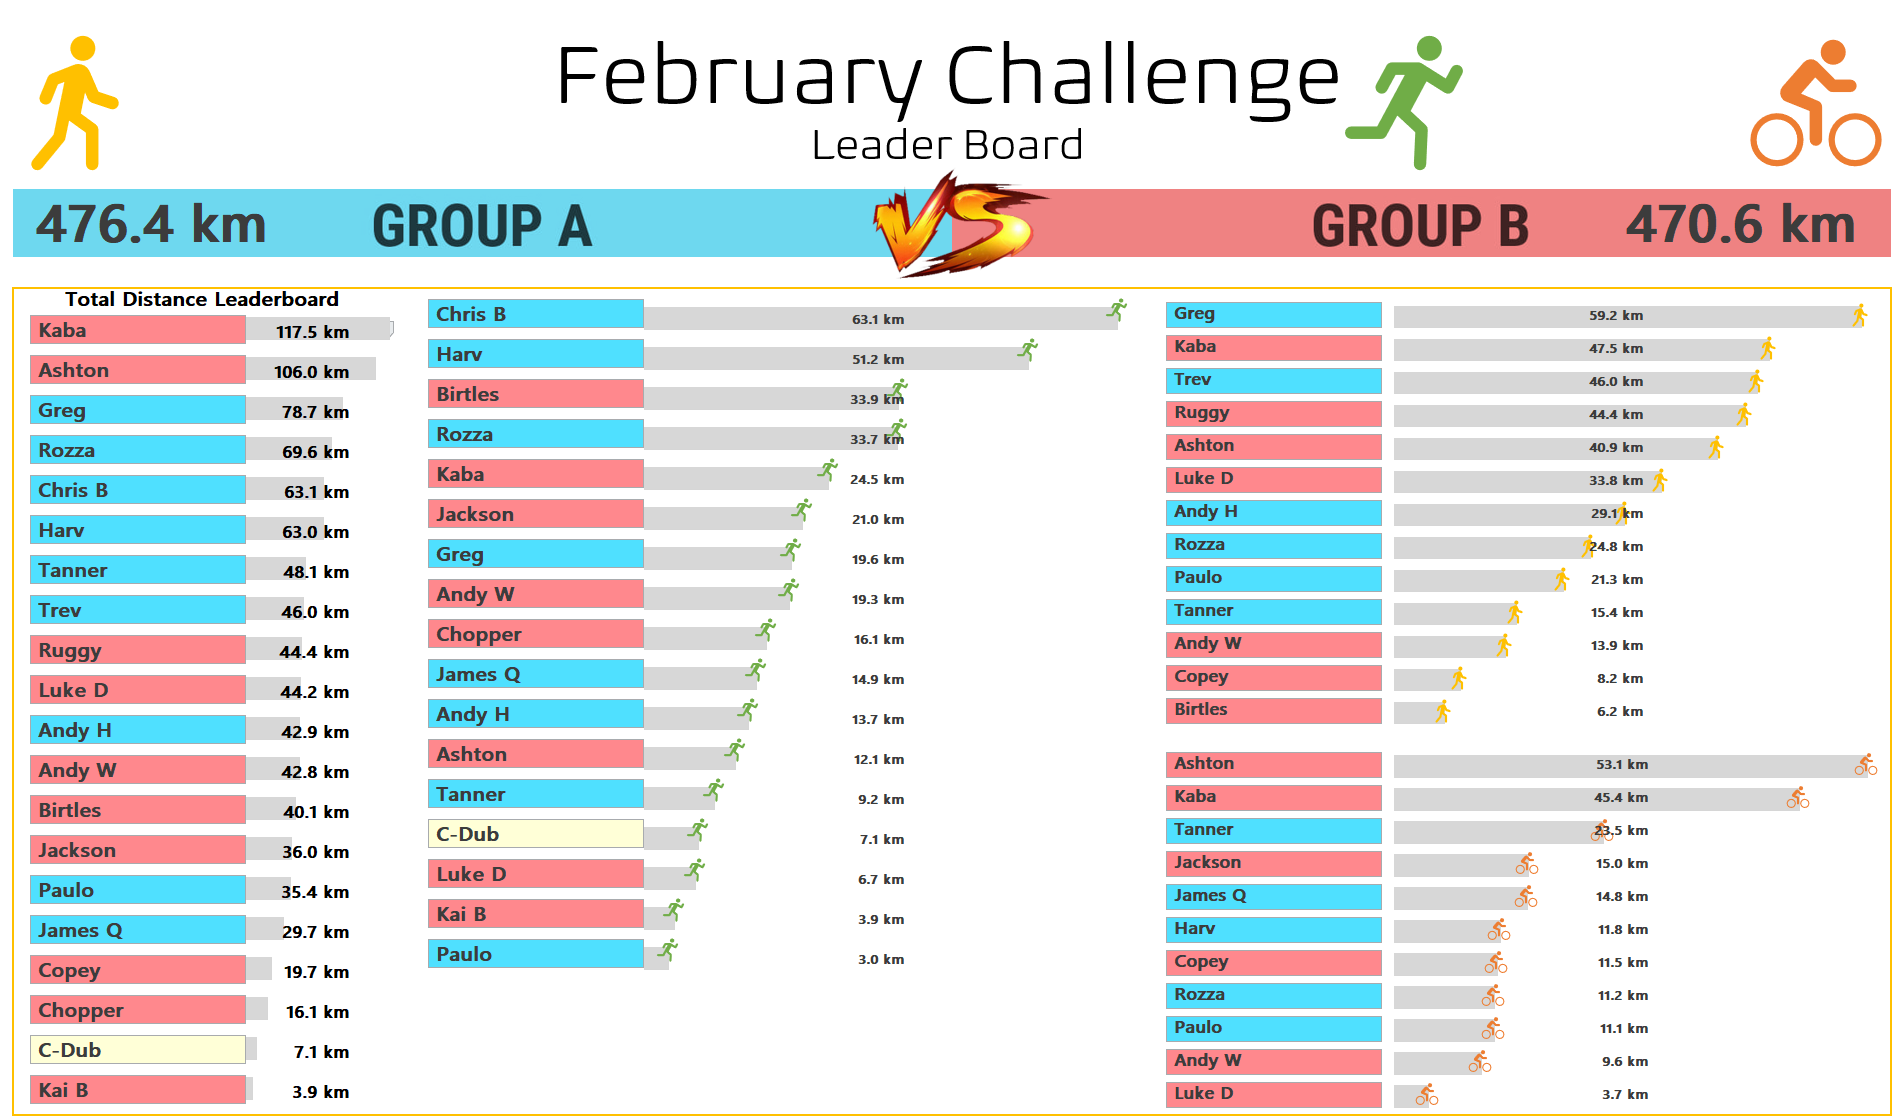 February Challenge
Leader Board
476.4 km GROUP A VS GROUP B 470.6 km
Total Distance Leaderboard
Kaba 117.5 km
Ashton 106.0 km
Greg 78.7 km
Rozza 69.6 km
Chris B 63.1 km
Harv 63.0 km
Tanner 48.1 km
Trev 46.0 km
Ruggy 44.4 km
Luke D 44.2 km
Andy H 42.9 km
Andy W 42.8 km
Birtles 40.1 km
Jackson 36.0 km
Paulo 35.4 km
James Q 29.7 km
Copey 19.7 km
Chopper 16.1 km
C-Dub 7.1 km
Kai B 3.9 km
Chris B 63.1 km
Harv 51.2 km
Birtles 33.9 km
Rozza 33.7 km
Kaba 24.5 km
Jackson 21.0 km
Greg 19.6 km
Andy W 19.3 km
Chopper 16.1 km
James Q 14.9 km
Andy H 13.7 km
Ashton 12.1 km
Tanner 9.2 km
C-Dub 7.1 km
Luke D 6.7 km
Kai B 3.9 km
Paulo 3.0 km
Greg 59.2 km
Kaba 47.5 km
Trev 46.0 km
Ruggy 44.4 km
Ashton 40.9 km
Luke D 33.8 km
Andy H 29.1 km
Rozza 24.8 km
Paulo 21.3 km
Tanner 15.4 km
Andy W 13.9 km
Copey 8.2 km
Birtles 6.2 km
Ashton 53.1 km
Kaba 45.4 km
Tanner 23.5 km
Jackson 15.0 km
James Q 14.8 km
Harv 11.8 km
Copey 11.5 km
Rozza 11.2 km
Paulo 11.1 km
Andy W 9.6 km
Luke D 3.7 km